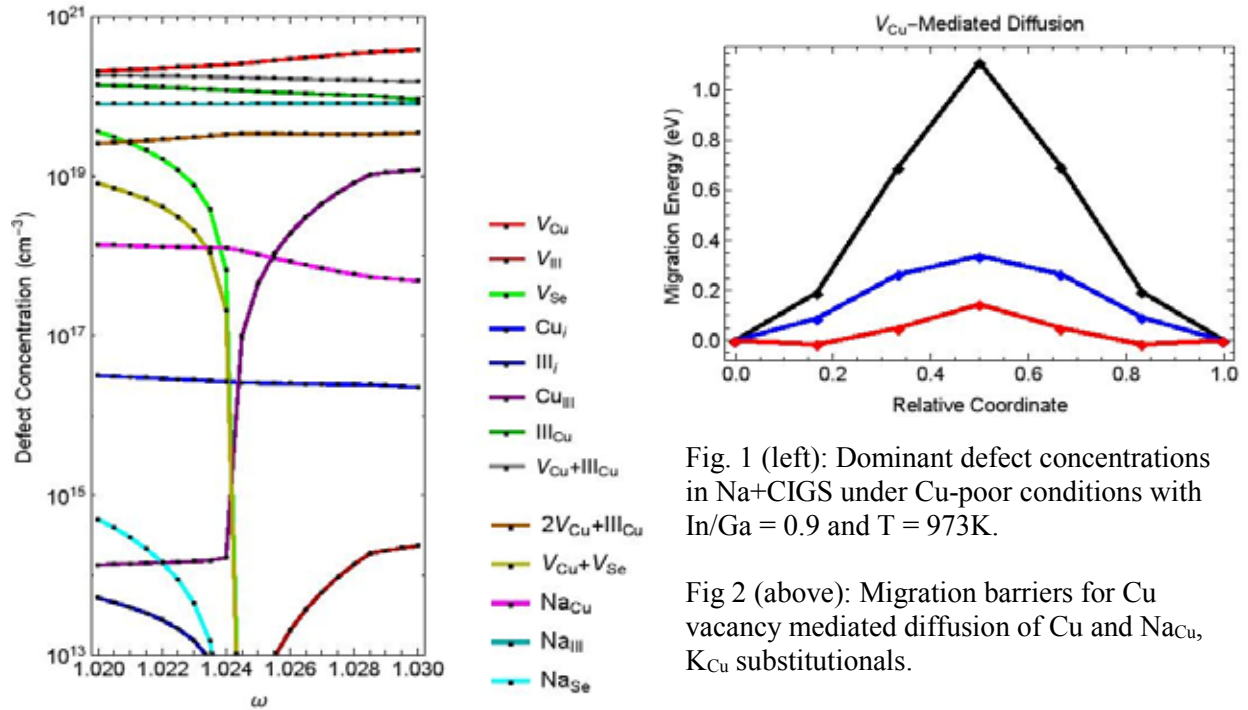 10^21
10^19
10^17
10^15
10^13
Defect Concentration (cm^-3)
1.020 1.022 1.024 1.026 1.028 1.030
ω
V_Cu
V_III
V_Se
Cu_i
III_i
Cu_III
III_Cu
V_Cu+III_Cu
2V_Cu+III_Cu
V_Cu+V_Se
Na_Cu
Na_III
Na_Se
V_Cu–Mediated Diffusion
1.0
0.8
0.6
0.4
0.2
0.0
Migration Energy (eV)
0.0 0.2 0.4 0.6 0.8 1.0
Relative Coordinate
Fig. 1 (left): Dominant defect concentrations
in Na+CIGS under Cu-poor conditions with
In/Ga = 0.9 and T = 973K.
Fig 2 (above): Migration barriers for Cu
vacancy mediated diffusion of Cu and Na_Cu,
K_Cu substitutionals.